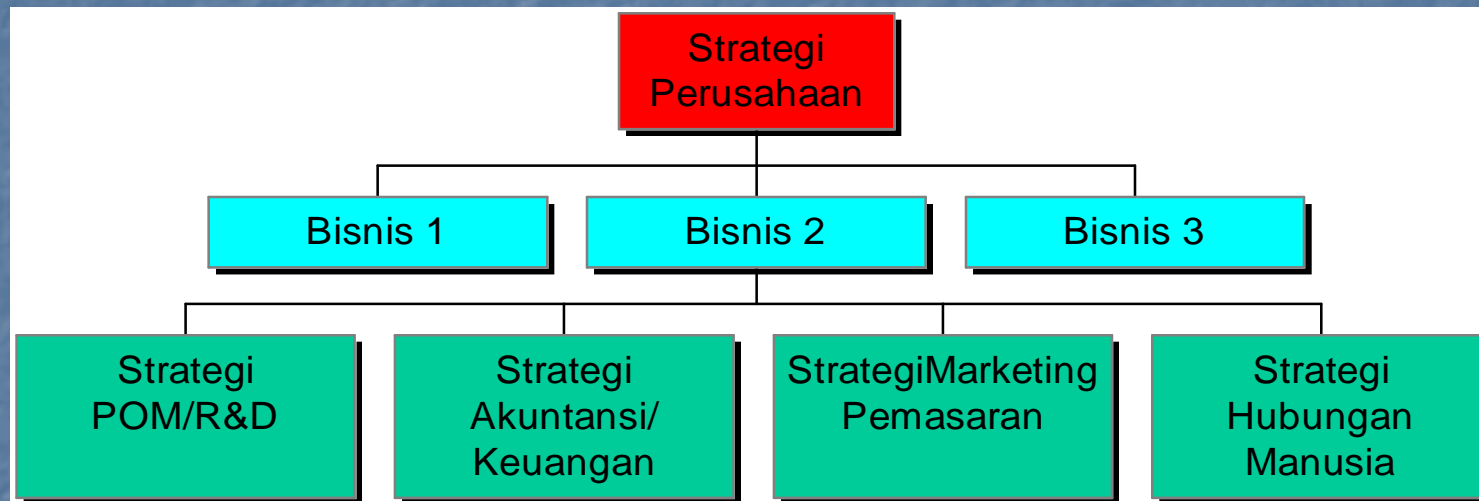 Strategi
Perusahaan
Bisnis 1
Bisnis 2
Bisnis 3
Strategi
POM/R&D
Strategi
Akuntansi/
Keuangan
StrategiMarketing
Pemasaran
Strategi
Hubungan
Manusia